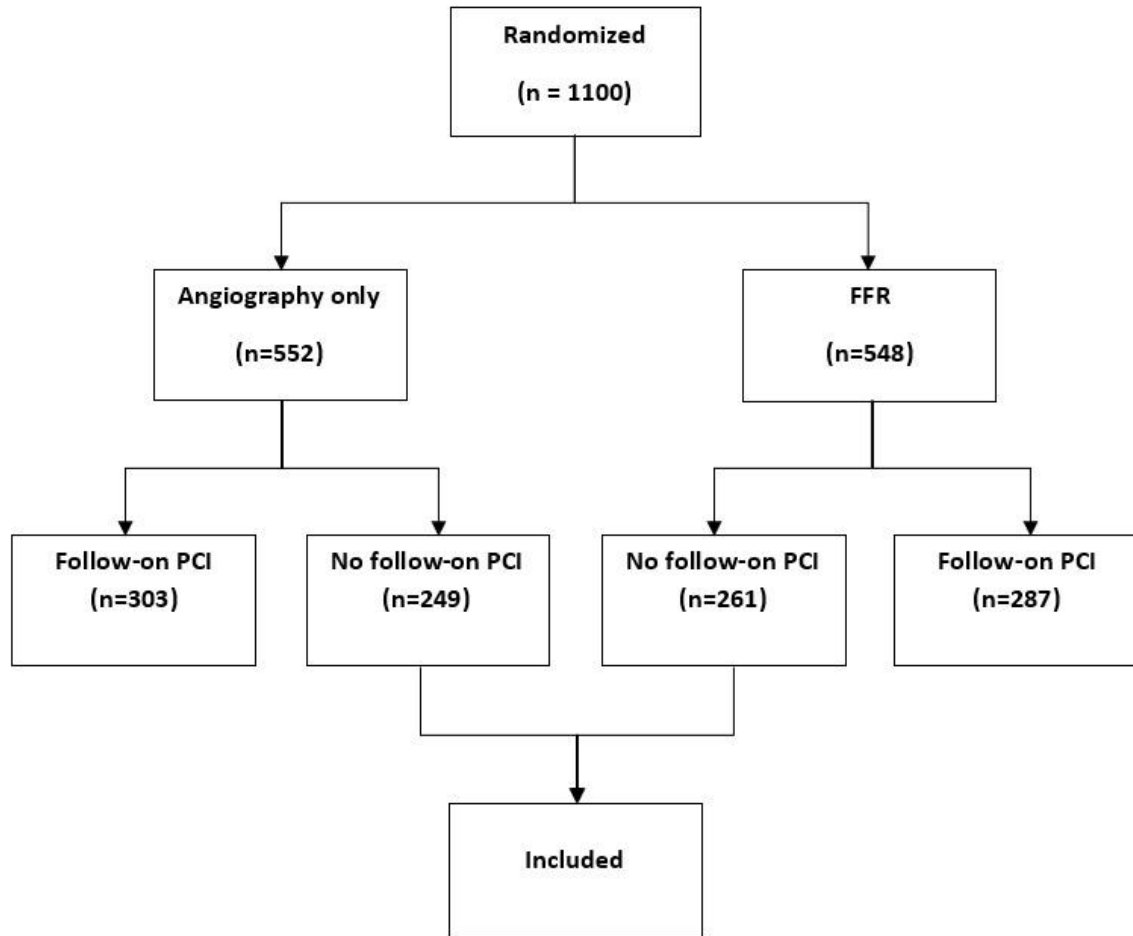 Randomized
(n = 1100)
Angiography only
(n=552)
FFR
(n=548)
Follow-on PCI
(n=303)
No follow-on PCI
(n=249)
No follow-on PCI
(n=261)
Follow-on PCI
(n=287)
Included